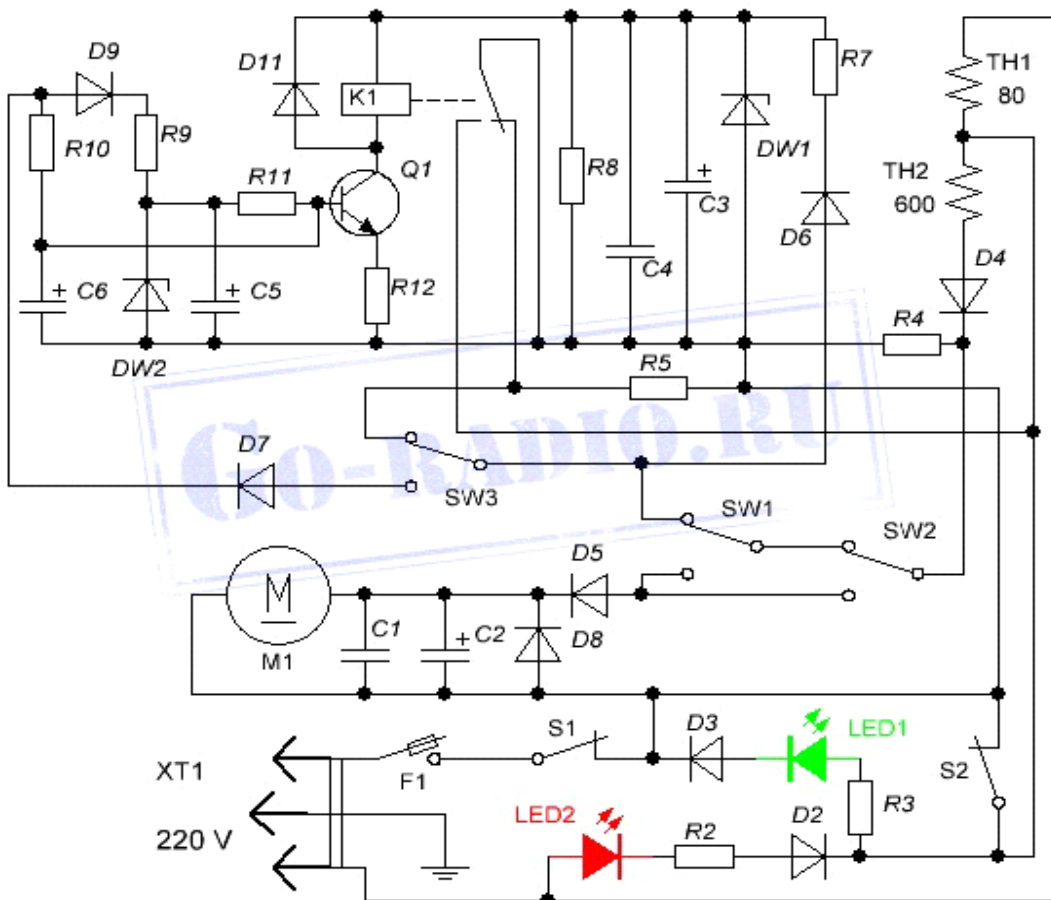 D9
D11
K1
R10
R9
R11
Q1
R8
C4
C3
DW1
R7
D6
TH1
80
TH2
600
D4
C6
DW2
C5
R12
R4
R5
Go-radio.ru
D7
SW3
SW1
SW2
M
M1
C1
C2
D5
D8
XT1
220 V
F1
S1
D3
LED1
LED2
R2
D2
R3
S2
+
+
+
+